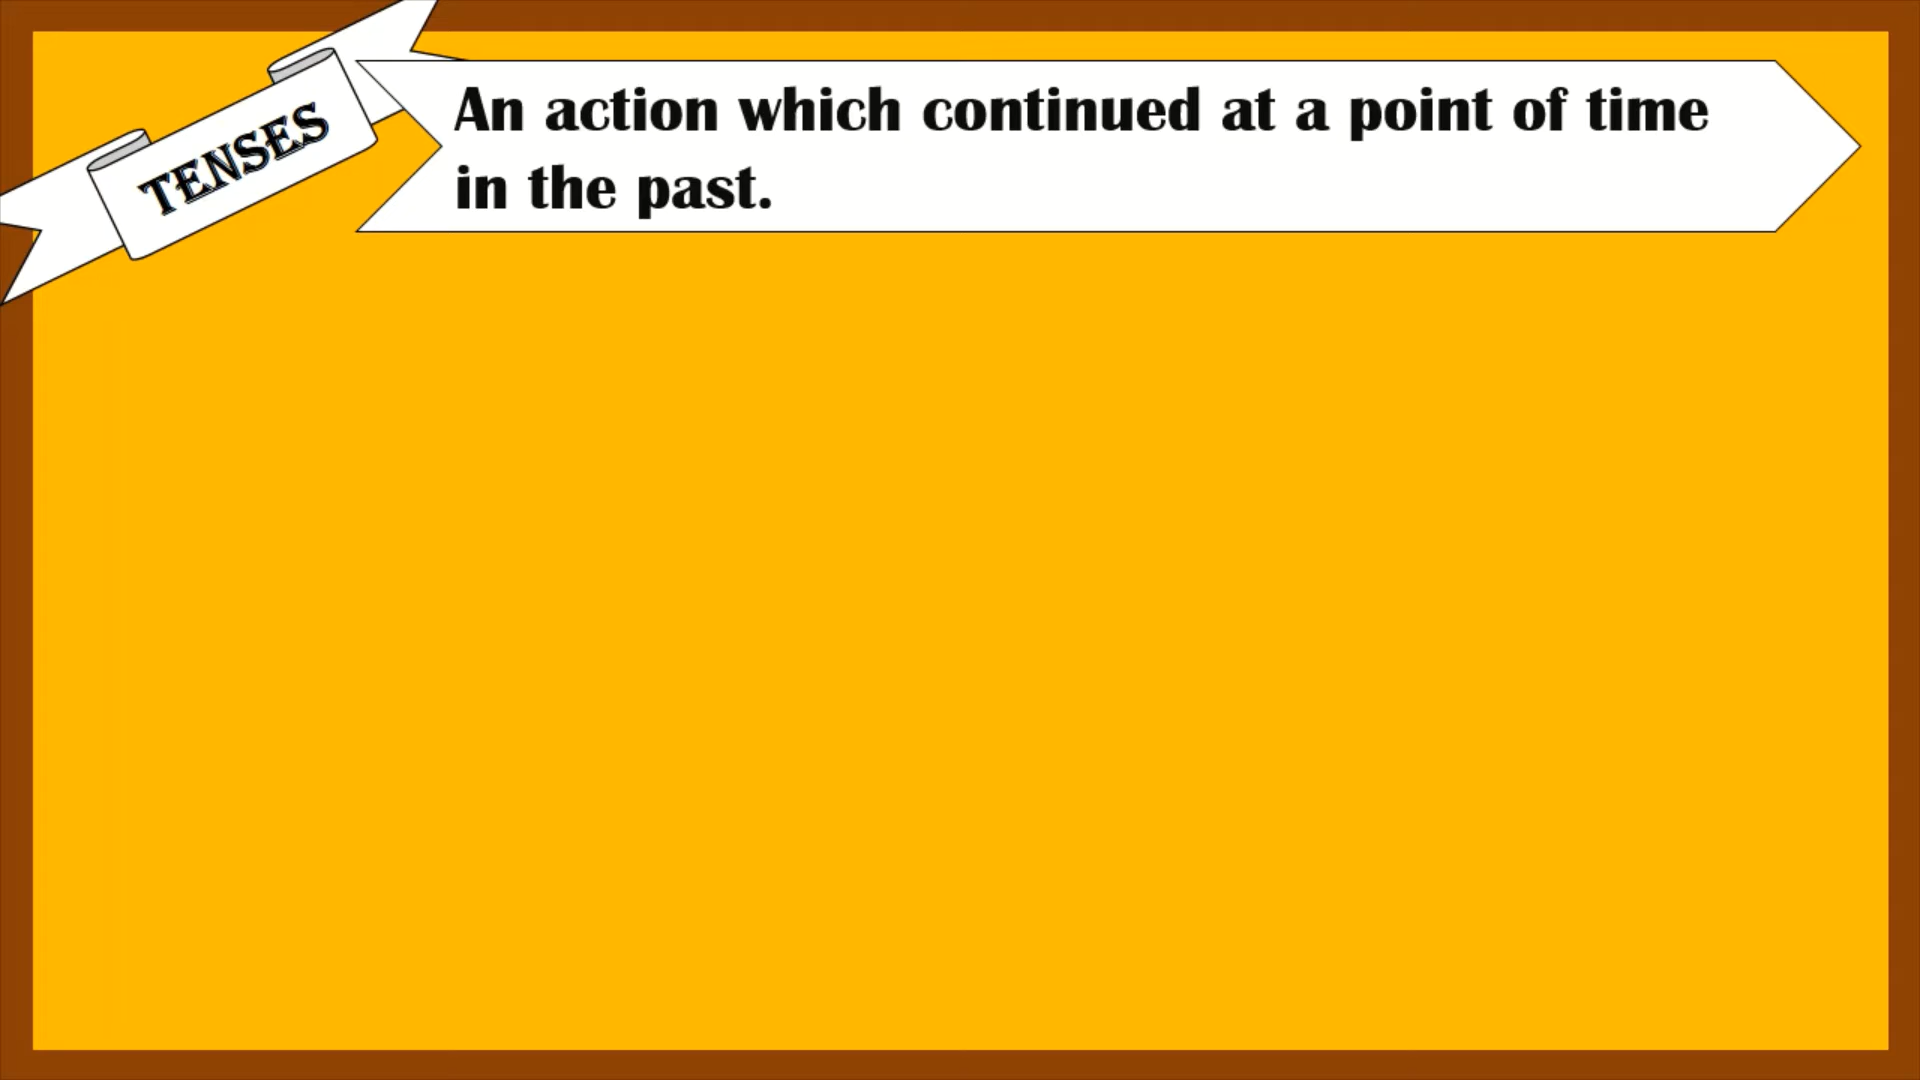 TENSES
An action which continued at a point of time
in the past.